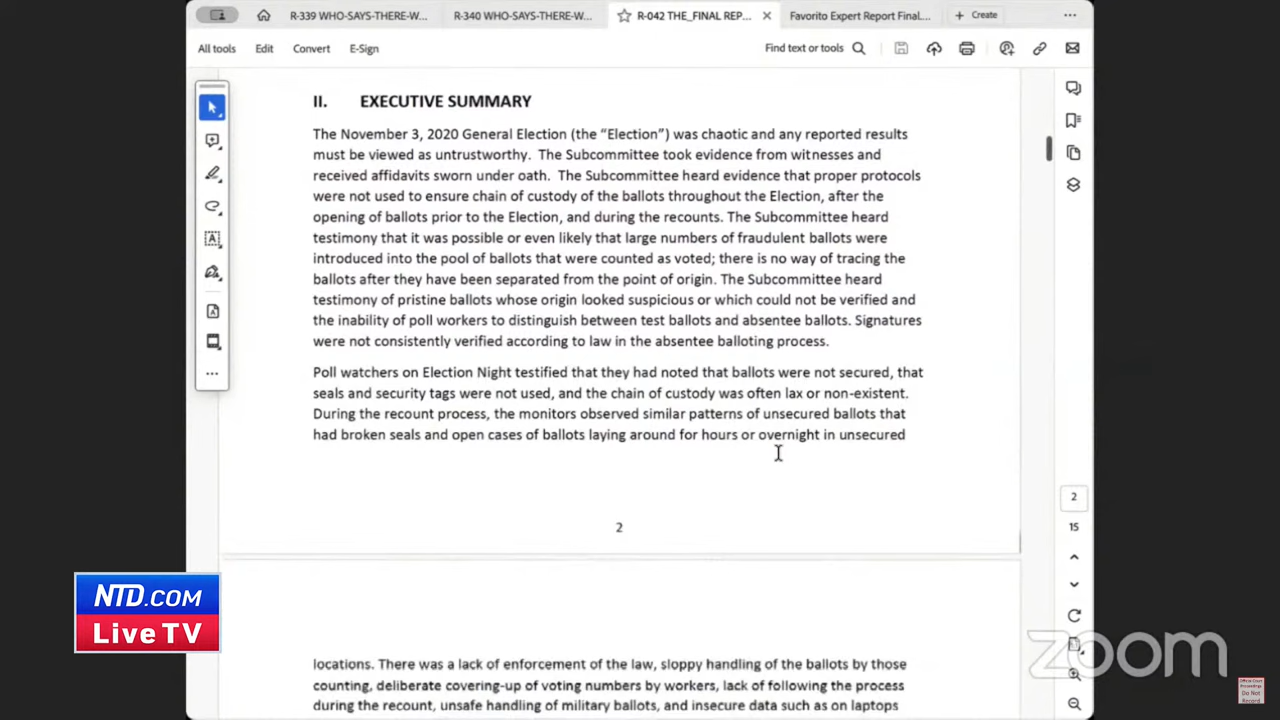 R-339 WHO-SAYS-THERE-W...
R-340 WHO-SAYS-THERE-W...
R-042 THE_FINAL REP...
Favorito Expert Report Final....
+ Create
All tools
Edit
Convert
E-Sign
Find text or tools
II. EXECUTIVE SUMMARY
The November 3, 2020 General Election (the “Election”) was chaotic and any reported results
must be viewed as untrustworthy. The Subcommittee took evidence from witnesses and
received affidavits sworn under oath. The Subcommittee heard evidence that proper protocols
were not used to ensure chain of custody of the ballots throughout the Election, after the
opening of ballots prior to the Election, and during the recounts. The Subcommittee heard
testimony that it was possible or even likely that large numbers of fraudulent ballots were
introduced into the pool of ballots that were counted as voted; there is no way of tracing the
ballots after they have been separated from the point of origin. The Subcommittee heard
testimony of pristine ballots whose origin looked suspicious or which could not be verified and
the inability of poll workers to distinguish between test ballots and absentee ballots. Signatures
were not consistently verified according to law in the absentee balloting process.
Poll watchers on Election Night testified that they had noted that ballots were not secured, that
seals and security tags were not used, and the chain of custody was often lax or non-existent.
During the recount process, the monitors observed similar patterns of unsecured ballots that
had broken seals and open cases of ballots laying around for hours or overnight in unsecured
2
2
15
NTD.COM
Live TV
locations. There was a lack of enforcement of the law, sloppy handling of the ballots by those
counting, deliberate covering-up of voting numbers by workers, lack of following the process
during the recount, unsafe handling of military ballots, and insecure data such as on laptops
zoom
Official Court
Proceedings
Do Not
Record